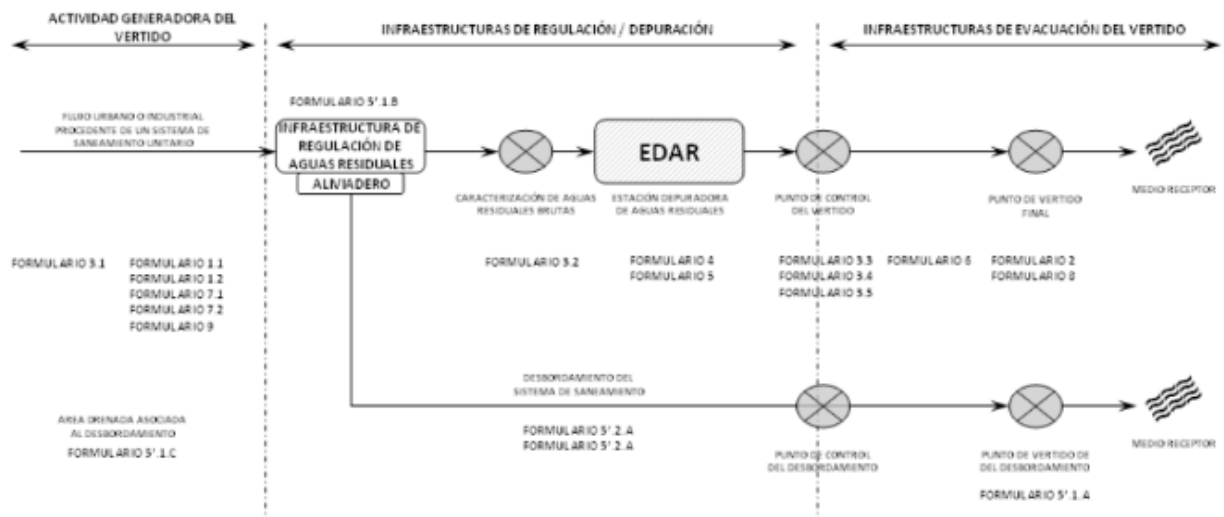 ACTIVIDAD GENERADORA DEL
VERTIDO
INFRAESTRUCTURAS DE REGULACIÓN / DEPURACIÓN
INFRAESTRUCTURAS DE EVACUACIÓN DEL VERTIDO
FLUJO URBANO O INDUSTRIAL
PROCEDENTE DE UN SISTEMA DE
SANEAMIENTO UNITARIO
FORMULARIO 5'.1.B
INFRAESTRUCTURA DE
REGULACIÓN DE
AGUAS RESIDUALES
ALIVIADERO
CARACTERIZACIÓN DE AGUAS
RESIDUALES BRUTAS
EDAR
ESTACIÓN DEPURADORA
DE AGUAS RESIDUALES
PUNTO DE CONTROL
DEL VERTIDO
PUNTO DE VERTIDO
FINAL
MEDIO RECEPTOR
FORMULARIO 3.1
FORMULARIO 1.1
FORMULARIO 1.2
FORMULARIO 7.1
FORMULARIO 7.2
FORMULARIO 9
FORMULARIO 3.2
FORMULARIO 4
FORMULARIO 5
FORMULARIO 3.3
FORMULARIO 3.4
FORMULARIO 3.5
FORMULARIO 6
FORMULARIO 2
FORMULARIO 8
AREA DRENADA ASOCIADA
AL DESBORDAMIENTO
FORMULARIO 5'.1.C
DESBORDAMIENTO DEL
SISTEMA DE SANEAMIENTO
FORMULARIO 5'.2.A
FORMULARIO 5'.2.A
PUNTO DE CONTROL
DEL DESBORDAMIENTO
PUNTO DE VERTIDO DE
DEL DESBORDAMIENTO
FORMULARIO 5'.1.A
MEDIO RECEPTOR